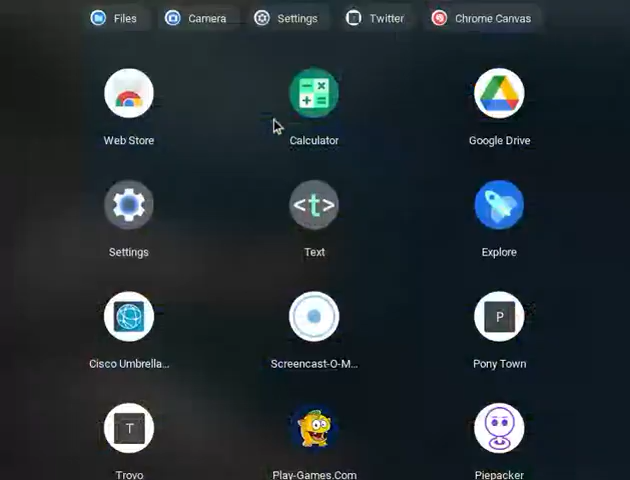 Files Camera Settings Twitter Chrome Canvas
Web Store Calculator Google Drive
Settings <t> Text Explore
Cisco Umbrella... Screencast-O-M... P Pony Town
T Trovo Play-Games.Com Piepacker